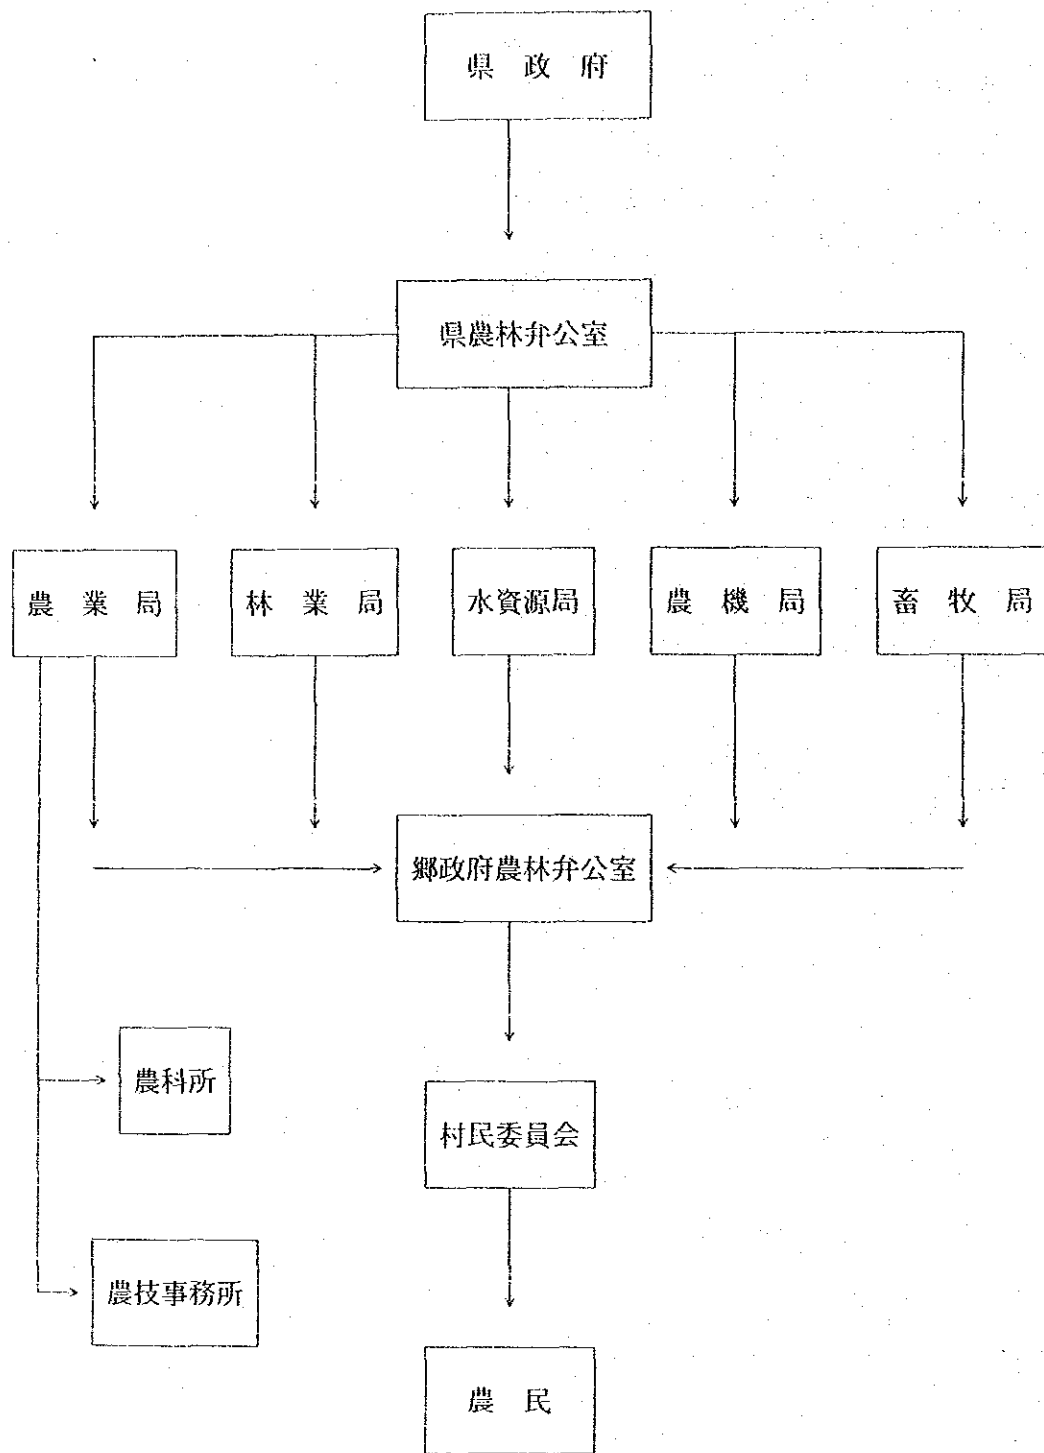 県政府
県農林弁公室
農業局
林業局
水資源局
農機局
畜牧局
郷政府農林弁公室
農科所
村民委員会
農技事務所
農民